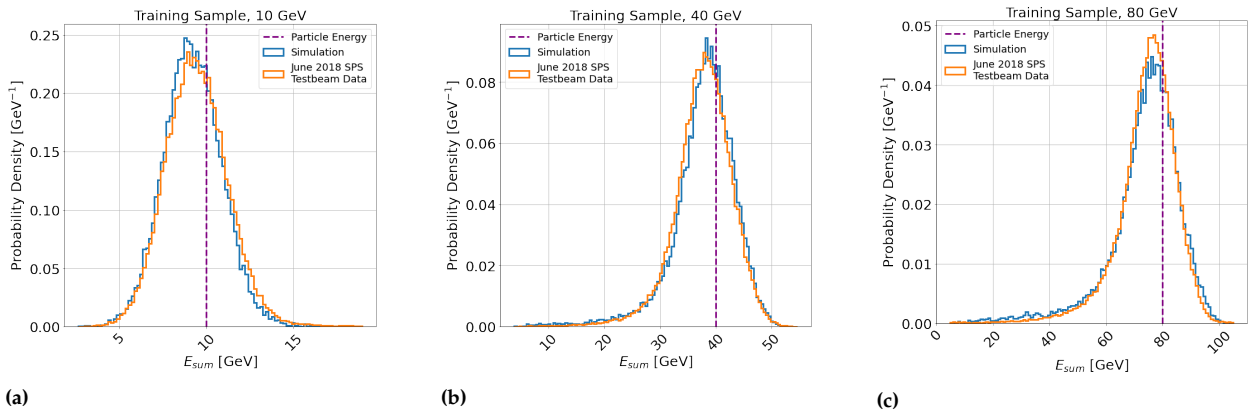 Training Sample, 10 GeV
Particle Energy
Simulation
June 2018 SPS
Testbeam Data
Probability Density [GeV⁻¹]
0.25
0.20
0.15
0.10
0.05
0.00
5
10
15
E_sum [GeV]
(a)
Training Sample, 40 GeV
Particle Energy
Simulation
June 2018 SPS
Testbeam Data
Probability Density [GeV⁻¹]
0.08
0.06
0.04
0.02
0.00
10
20
30
40
50
E_sum [GeV]
(b)
Training Sample, 80 GeV
Particle Energy
Simulation
June 2018 SPS
Testbeam Data
Probability Density [GeV⁻¹]
0.05
0.04
0.03
0.02
0.01
0.00
0
20
40
60
80
100
E_sum [GeV]
(c)